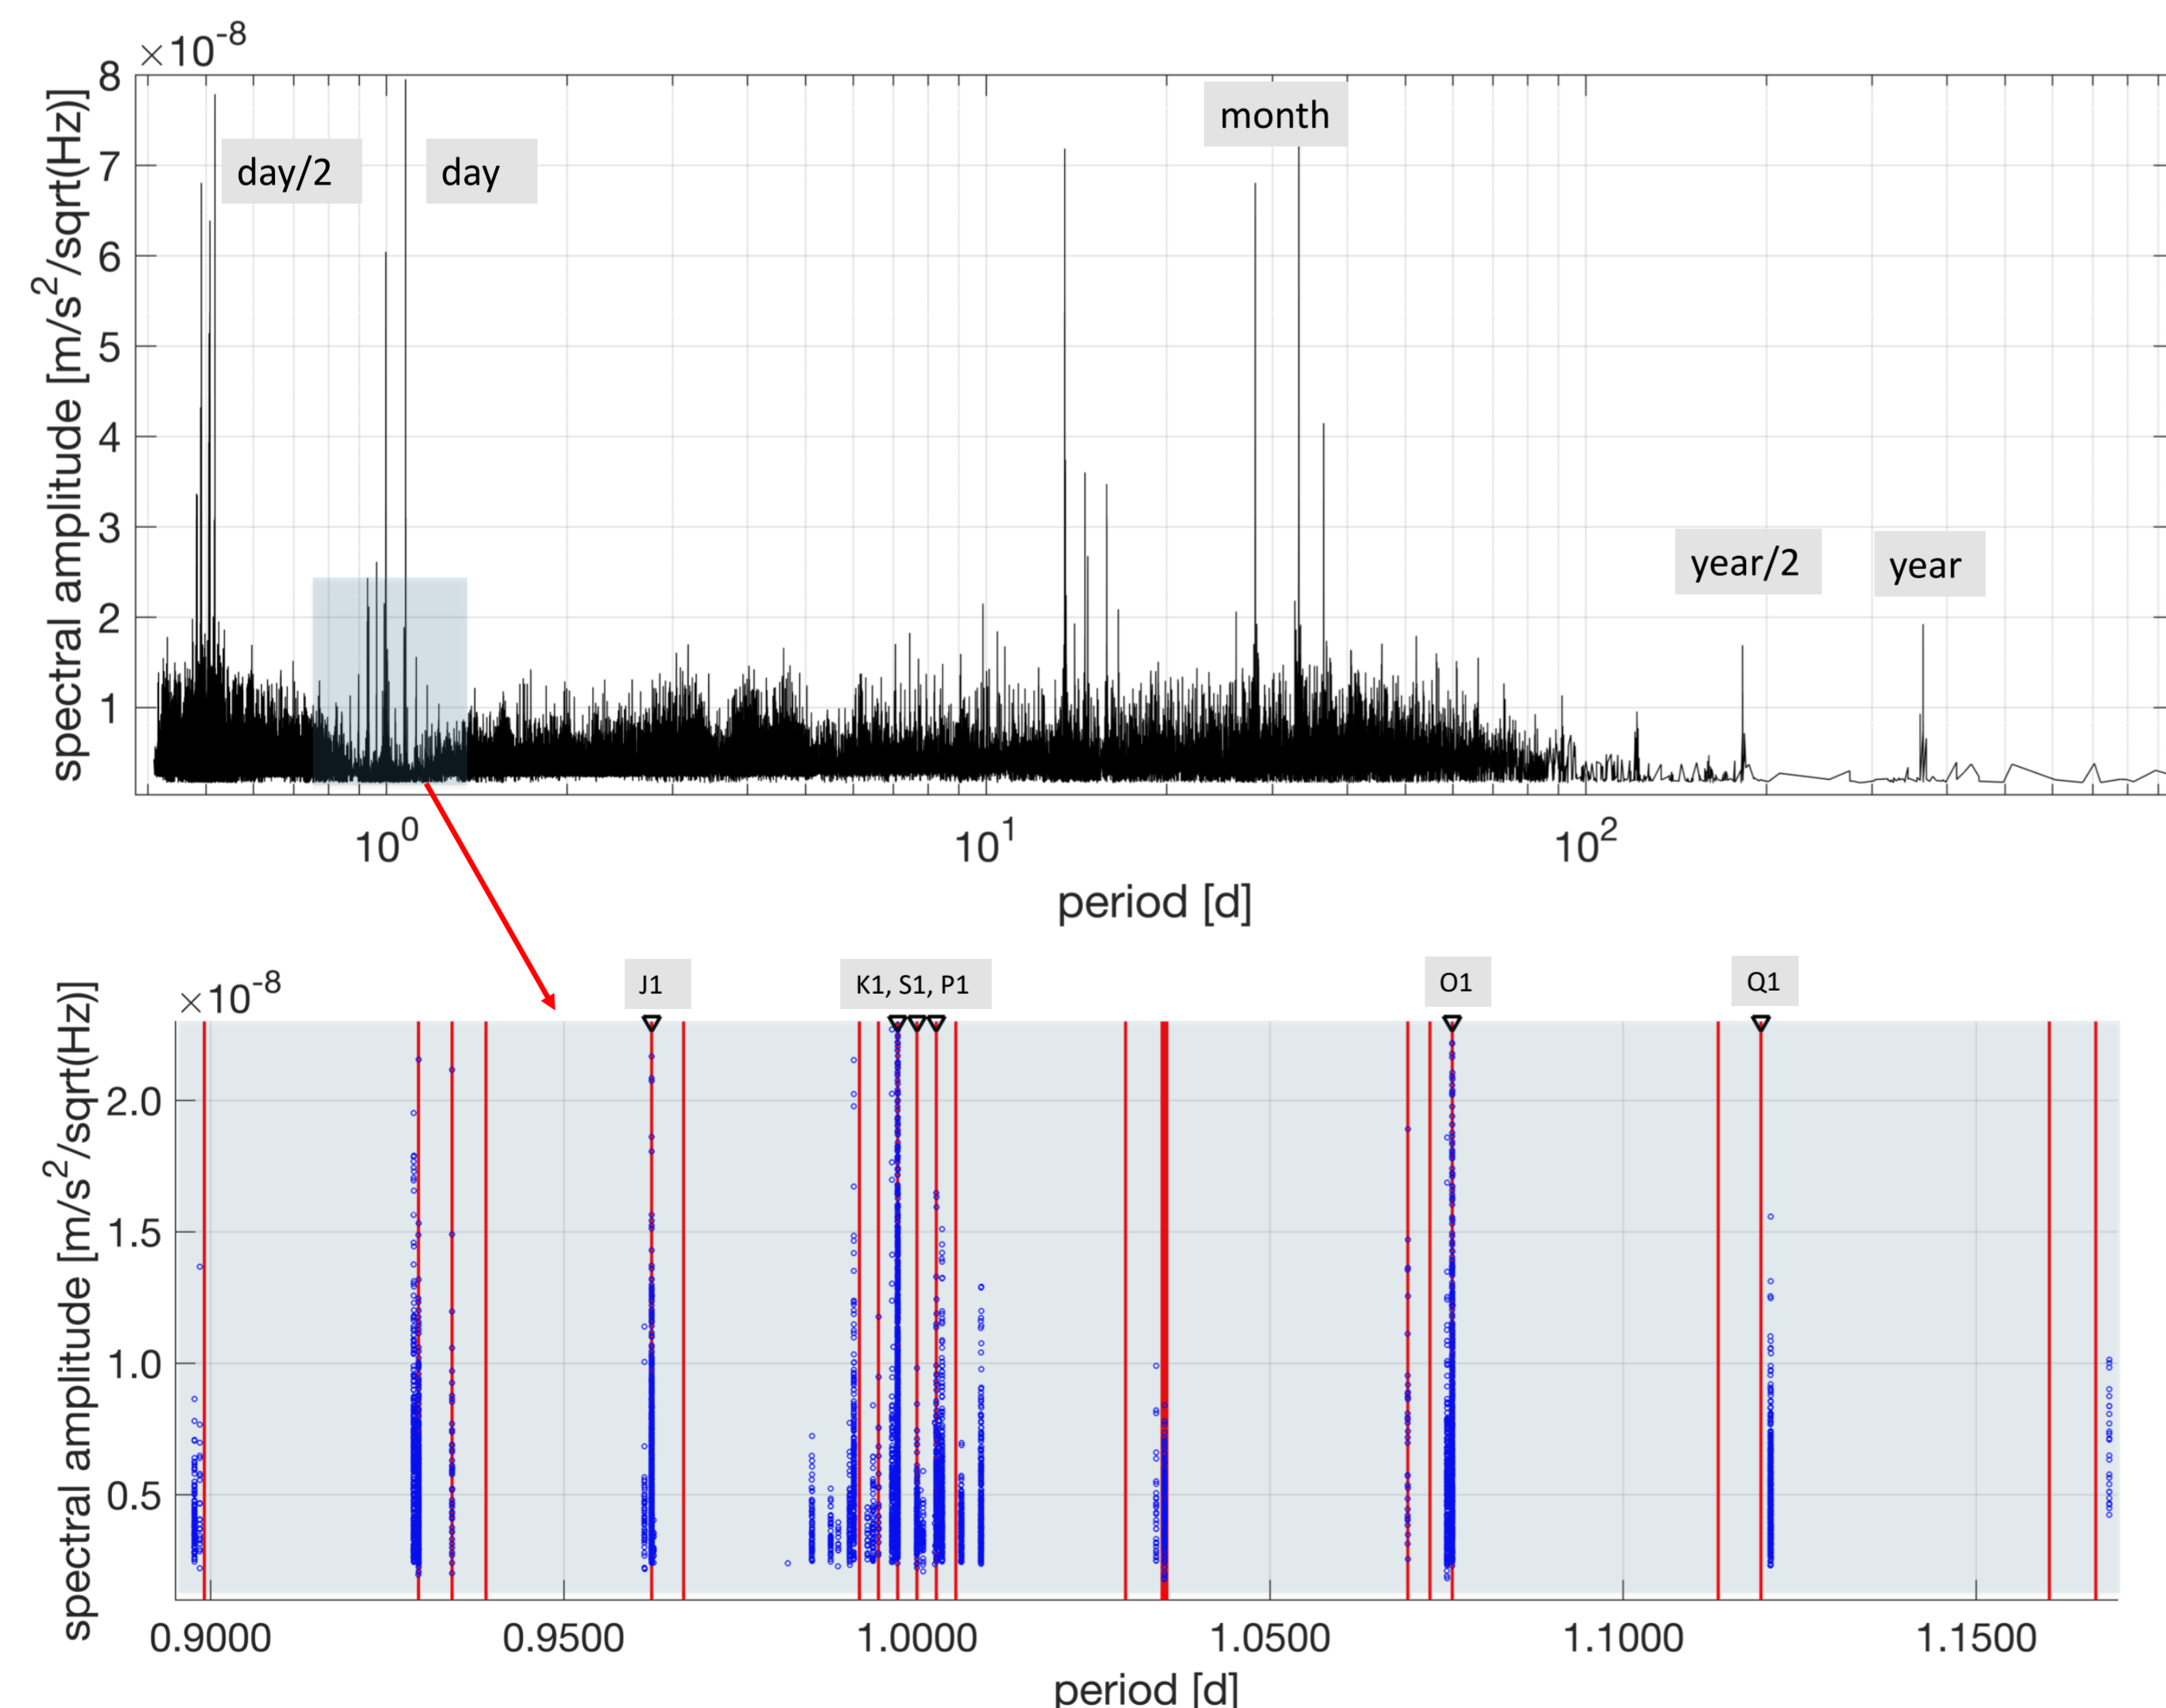 ×10⁻⁸
spectral amplitude [m/s²/sqrt(Hz)]
8
7
6
5
4
3
2
1
day/2
day
month
year/2
year
10⁰ 10¹ 10²
period [d]
J1 K1, S1, P1 O1 Q1
×10⁻⁸
spectral amplitude [m/s²/sqrt(Hz)]
2.0
1.5
1.0
0.5
0.9000 0.9500 1.0000 1.0500 1.1000 1.1500
period [d]